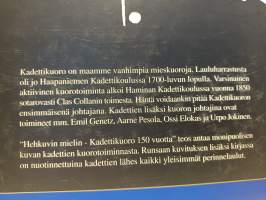 Kadettikuoro on maamme vanhimpia mieskuoroja. Lauluharrastusta
oli jo Haapaniemen Kadettikoulussa 1700-luvun lopulla. Varsinainen
aktiivinen kuorotoiminta alkoi Haminan Kadettikoulussa vuonna 1850
sotarovasti Clas Collanin toimesta. Häntä voidaankin pitää Kadettikuoron
ensimmäisenä johtajana. Kadettien lisäksi kuoron johtajina ovat
toimineet mm. Emil Genetz, Aarne Pesola, Ossi Elokas ja Urpo Jokinen.
"Hehkuvin mielin - Kadettikuoro 150 vuotta" teos antaa monipuolisen
kuvan kadettien kuorotoiminnasta. Runsaan kuvituksen lisäksi kirjassa
on nuotinnettuina kadettien lähes kaikki yleisimmät perinnelaulut.